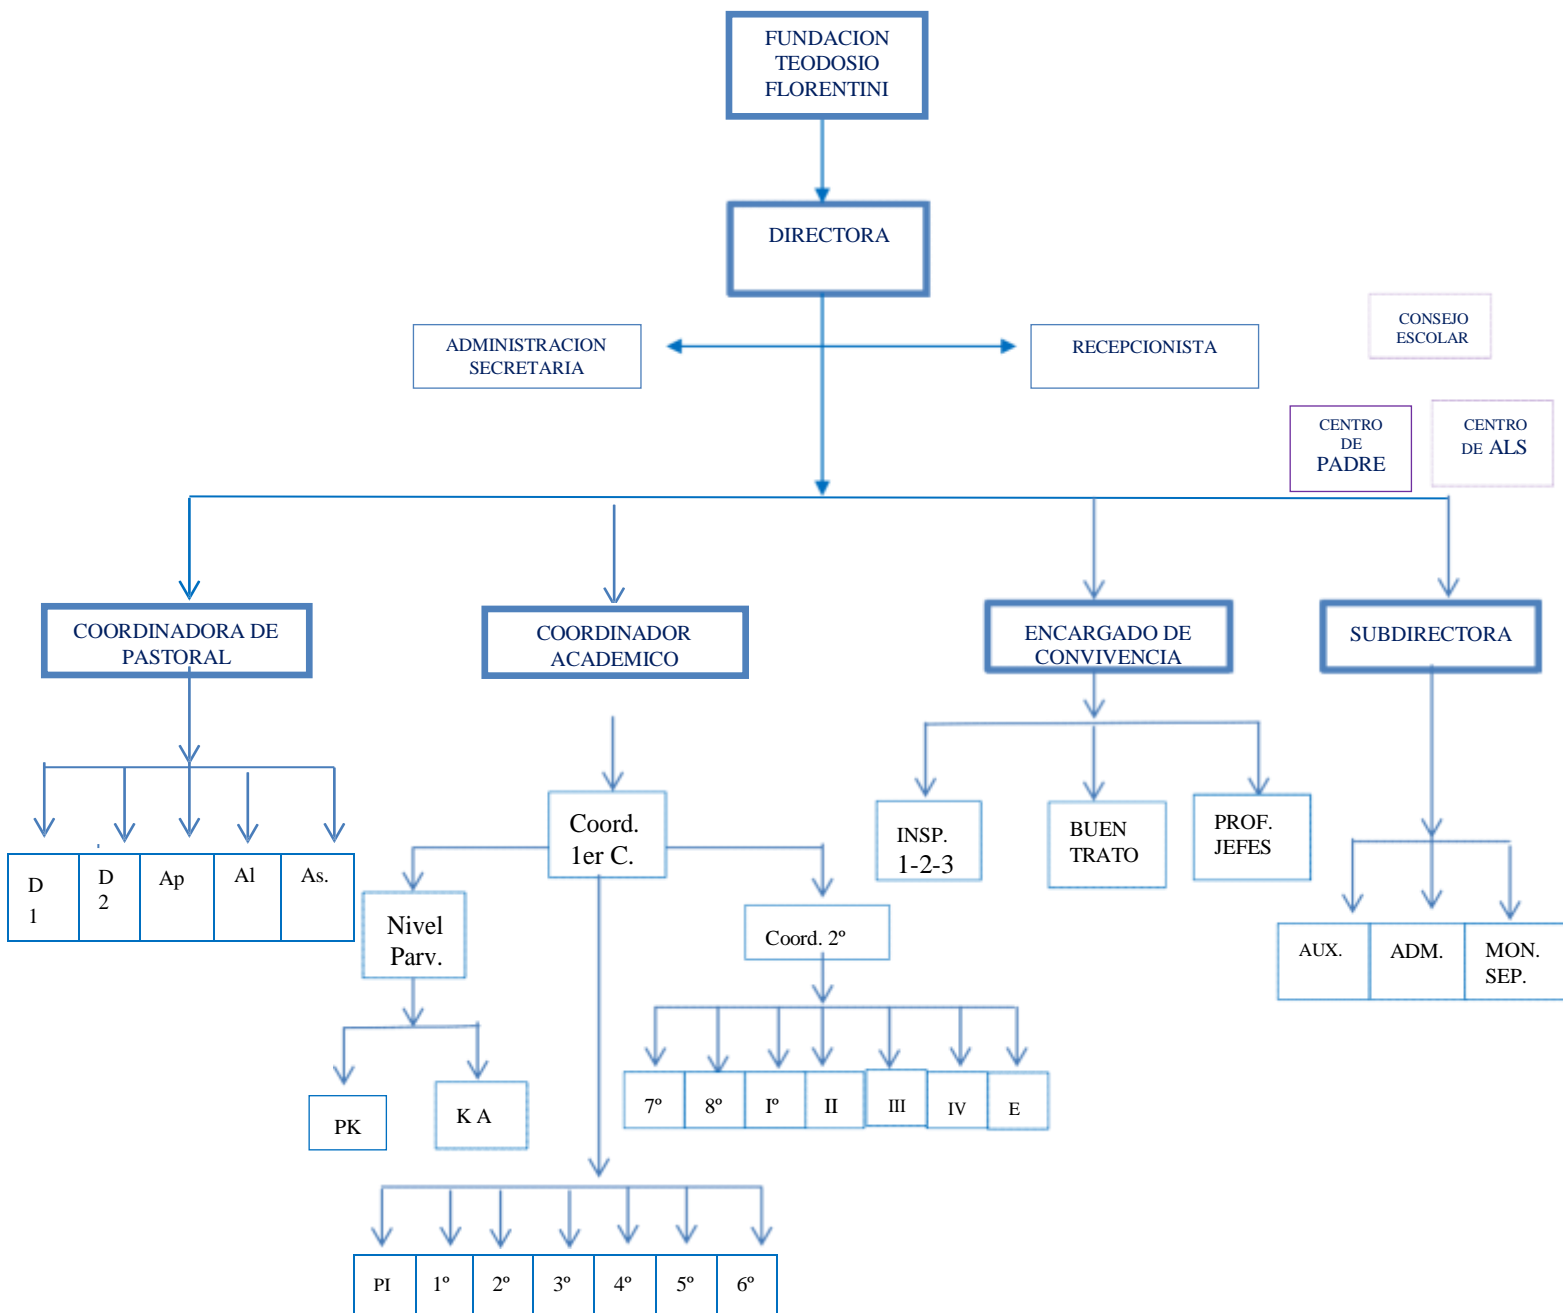 FUNDACION
TEODOSIO
FLORENTINI
DIRECTORA
ADMINISTRACION
SECRETARIA
RECEPCIONISTA
CONSEJO
ESCOLAR
CENTRO
DE
PADRE
CENTRO
DE ALS
COORDINADORA DE
PASTORAL
COORDINADOR
ACADEMICO
ENCARGADO DE
CONVIVENCIA
SUBDIRECTORA
D
1
D
2
Ap
Al
As.
Coord.
1er C.
INSP.
1-2-3
BUEN
TRATO
PROF.
JEFES
Nivel
Parv.
Coord. 2º
AUX.
ADM.
MON.
SEP.
PK
K A
7º
8º
Iº
II
III
IV
E
PI
1º
2º
3º
4º
5º
6º